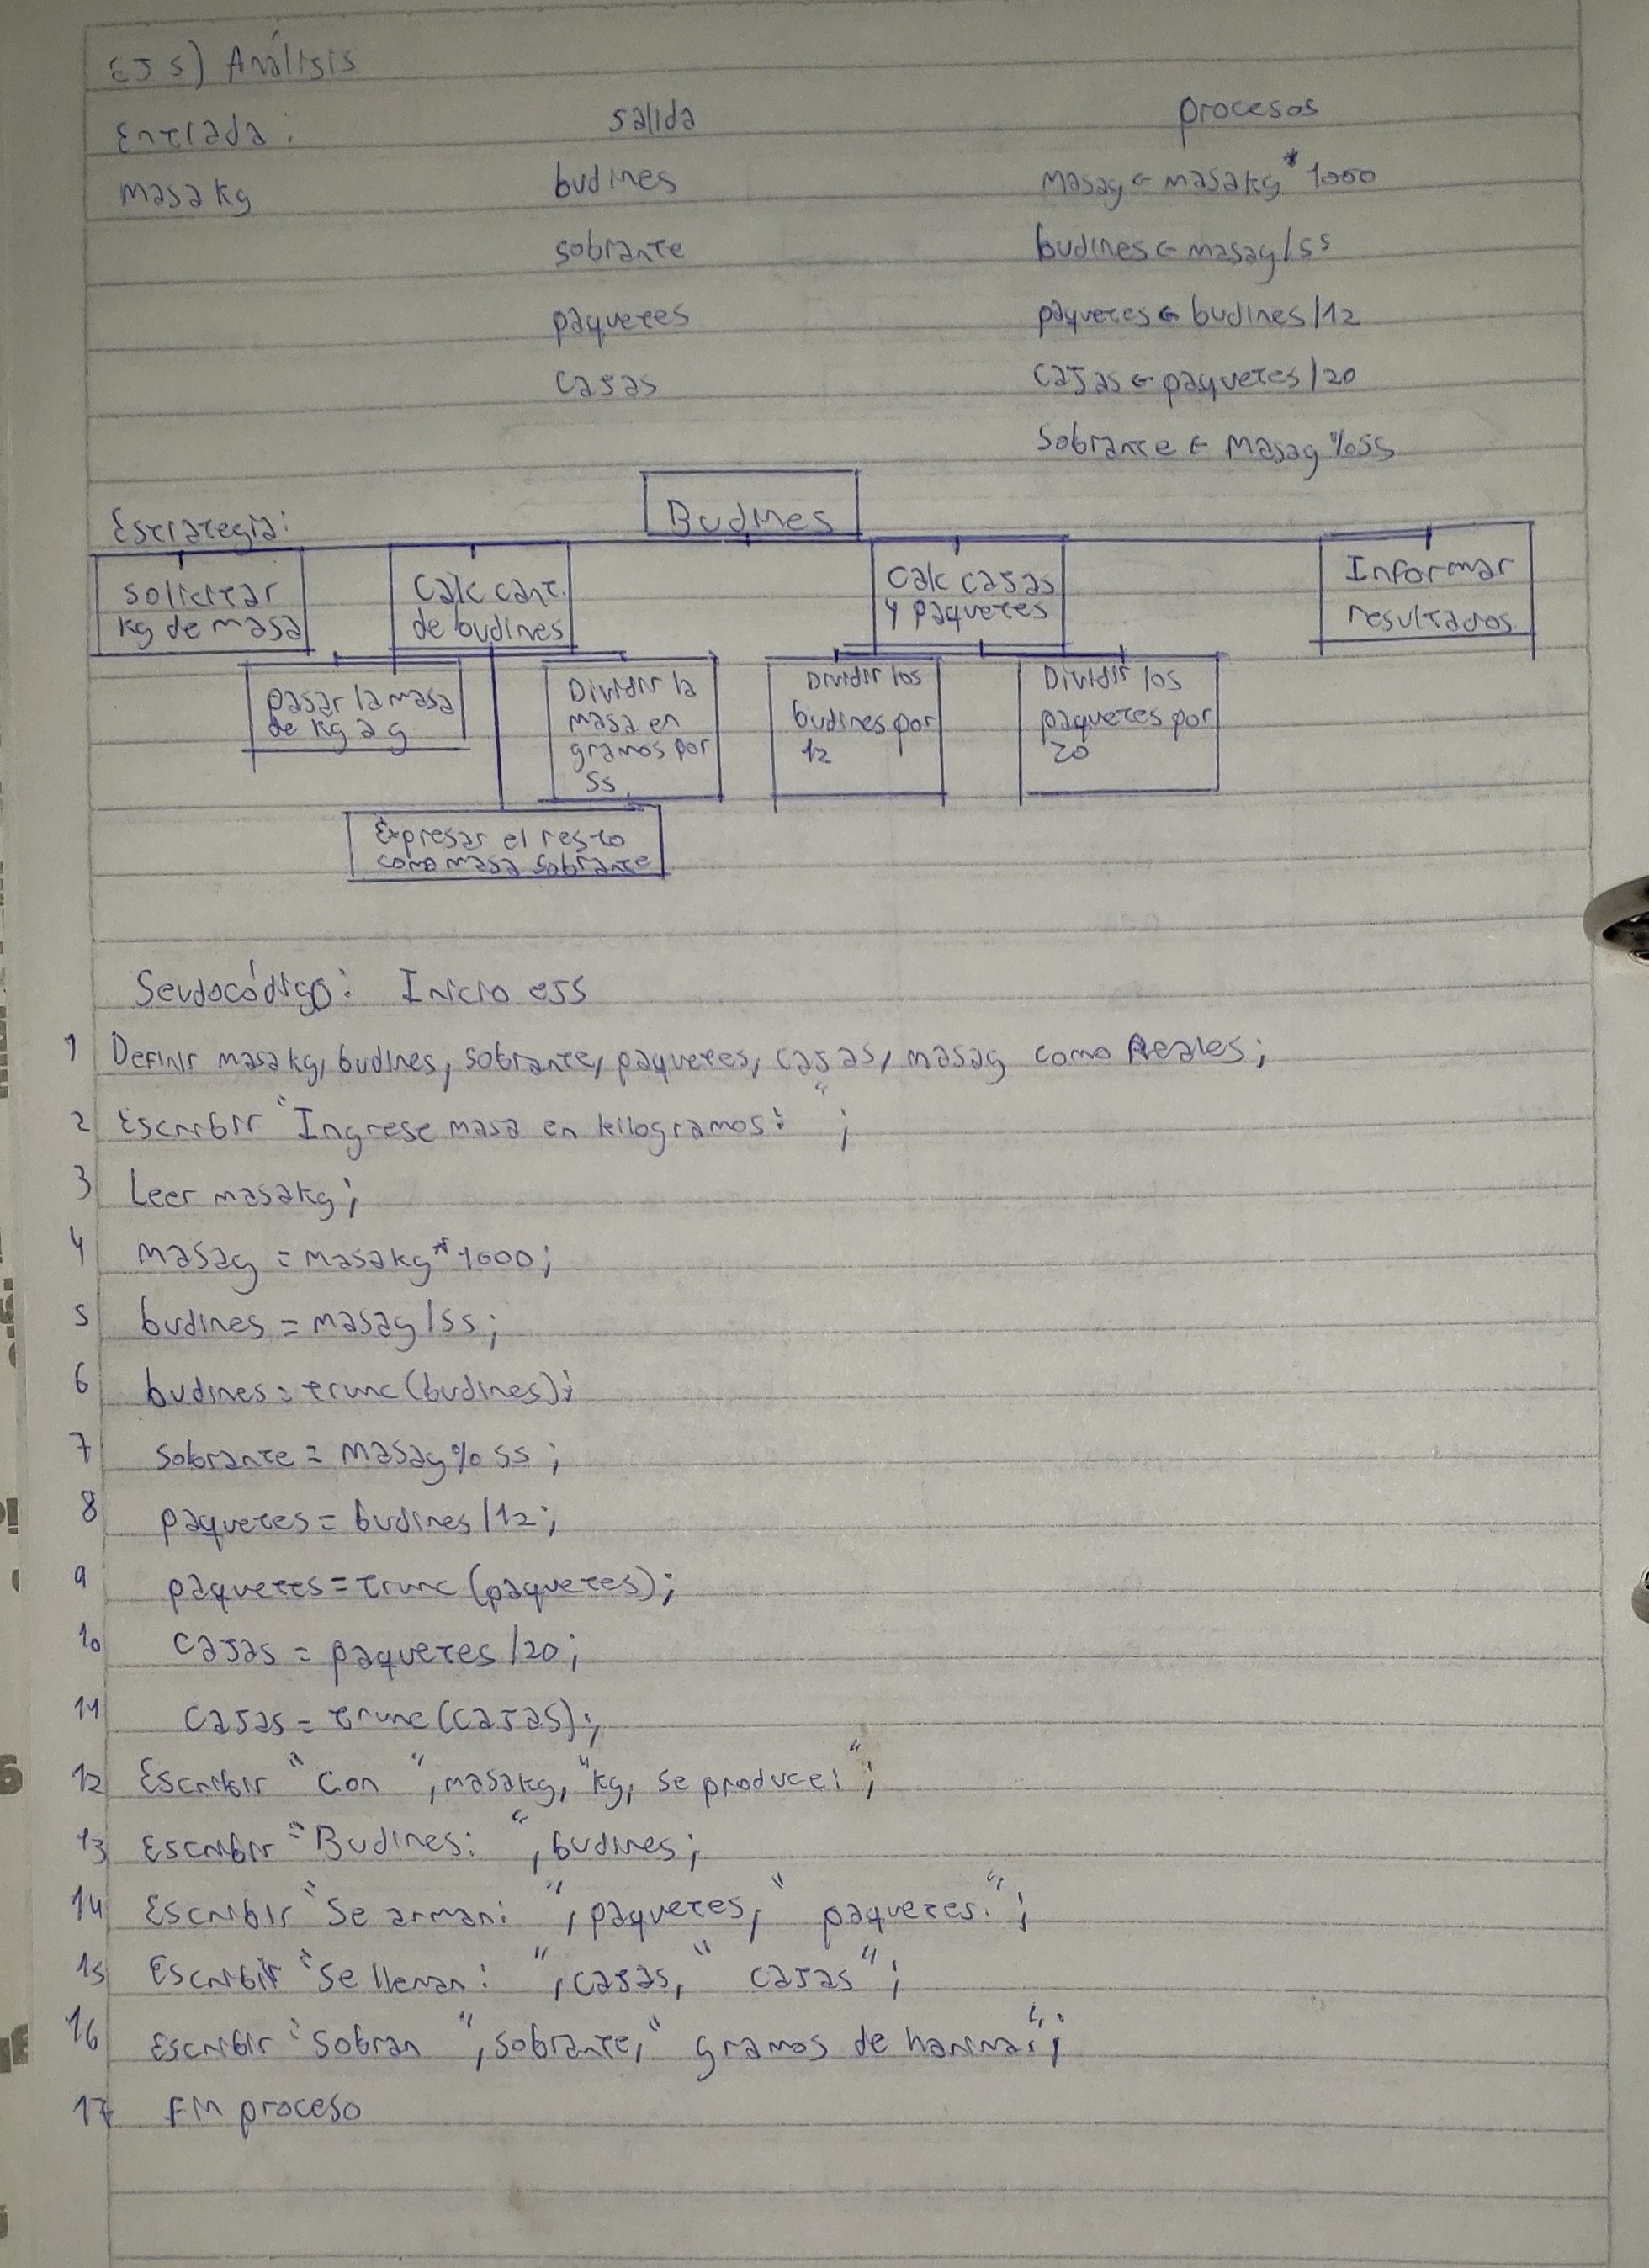 EJ 5) Análisis
Entrada: salida procesos
masakg budines masag ← masakg * 1000
sobrante budines ← masag/55
paquetes paquetes ← budines/12
cajas cajas ← paquetes/20
Sobrante ← Masag %55
Estrategia:
Budines
solicitar
kg de masa
Calc cant.
de budines
Calc cajas
y paquetes
Informar
resultados
pasar la masa
de kg a g
Dividir la
masa en
gramos por
55.
Dividir los
budines por
12
Dividir los
paquetes por
20
Expresar el resto
como masa sobrante
Seudocódigo: Inicio ej5
1 Definir masakg, budines, sobrante, paquetes, cajas, masag como Reales;
2 Escribir "Ingrese masa en kilogramos: ";
3 Leer masakg;
4 masag = masakg*1000;
5 budines = masag/55;
6 budines = trunc(budines);
7 sobrante = masag%55;
8 paquetes = budines/12;
9 paquetes = trunc(paquetes);
10 cajas = paquetes/20;
11 cajas = trunc(cajas);
12 Escribir "Con ", masakg, "kg, se produce: ";
13 Escribir "Budines: ", budines;
14 Escribir "Se arman: ", paquetes, " paquetes.";
15 Escribir "Se llenan: ", cajas, " cajas";
16 Escribir "Sobran ", sobrante, " gramos de harina.";
17 Fin proceso